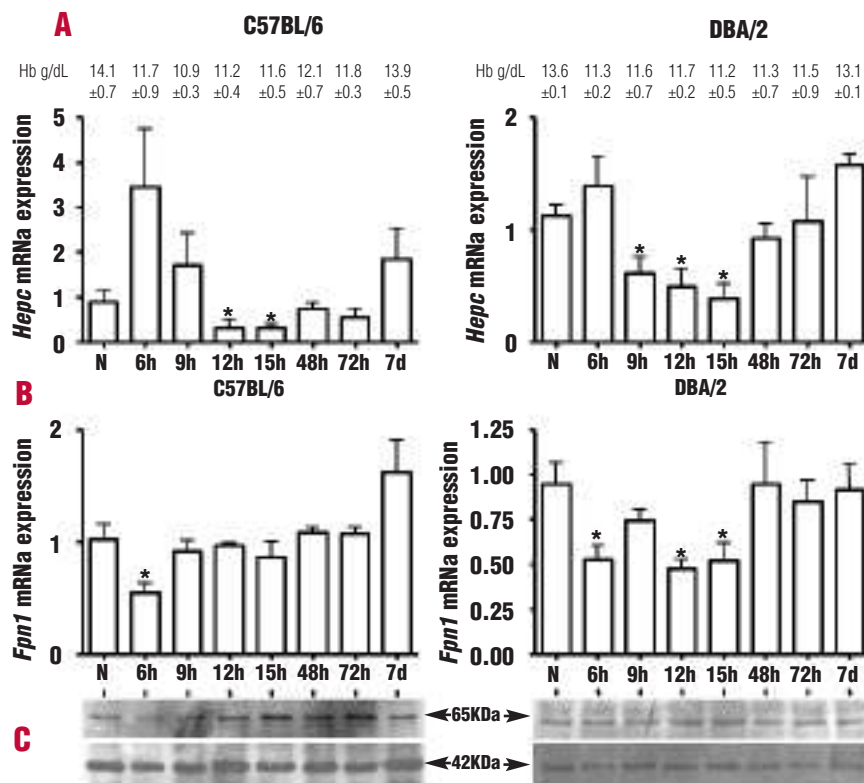 A
C57BL/6
DBA/2
Hb g/dL 14.1 11.7 10.9 11.2 11.6 12.1 11.8 13.9
±0.7 ±0.9 ±0.3 ±0.4 ±0.5 ±0.7 ±0.3 ±0.5
Hb g/dL 13.6 11.3 11.6 11.7 11.2 11.3 11.5 13.1
±0.1 ±0.2 ±0.7 ±0.2 ±0.5 ±0.7 ±0.9 ±0.1
Hepc mRNa expression
5
4
3
2
1
0
* *
N 6h 9h 12h 15h 48h 72h 7d
Hepc mRNa expression
2
1
0
* * *
N 6h 9h 12h 15h 48h 72h 7d
B
C57BL/6
DBA/2
Fpn1 mRNa expression
2
1
0
*
N 6h 9h 12h 15h 48h 72h 7d
Fpn1 mRNa expression
1.25
1.00
0.75
0.50
0.25
0.00
* * *
N 6h 9h 12h 15h 48h 72h 7d
C
65KDa
42KDa